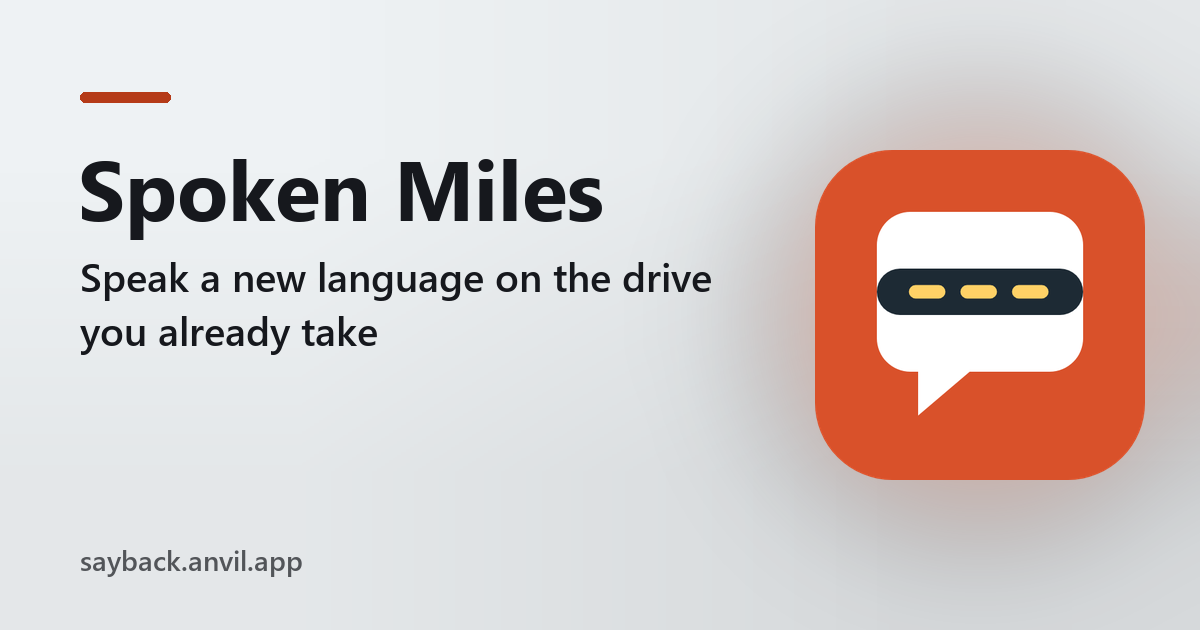 Spoken Miles
Speak a new language on the drive
you already take
sayback.anvil.app